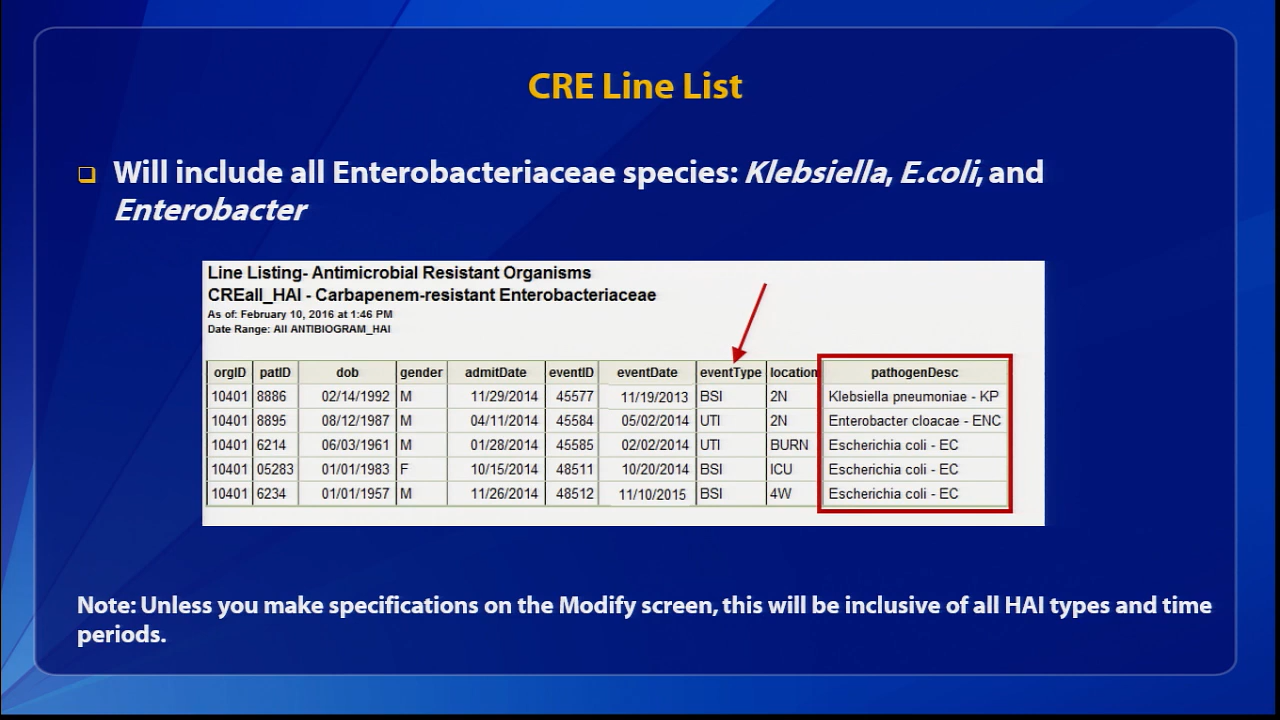 CRE Line List
Will include all Enterobacteriaceae species: Klebsiella, E.coli, and
Enterobacter
Line Listing- Antimicrobial Resistant Organisms
CREall_HAI - Carbapenem-resistant Enterobacteriaceae
As of: February 10, 2016 at 1:46 PM
Date Range: All ANTIBIOGRAM_HAI
orgID patID dob gender admitDate eventID eventDate eventType location pathogenDesc
10401 8886 02/14/1992 M 11/29/2014 45577 11/19/2013 BSI 2N Klebsiella pneumoniae - KP
10401 8895 08/12/1987 M 04/11/2014 45584 05/02/2014 UTI 2N Enterobacter cloacae - ENC
10401 6214 06/03/1961 M 01/28/2014 45585 02/02/2014 UTI BURN Escherichia coli - EC
10401 05283 01/01/1983 F 10/15/2014 48511 10/20/2014 BSI ICU Escherichia coli - EC
10401 6234 01/01/1957 M 11/26/2014 48512 11/10/2015 BSI 4W Escherichia coli - EC
Note: Unless you make specifications on the Modify screen, this will be inclusive of all HAI types and time
periods.